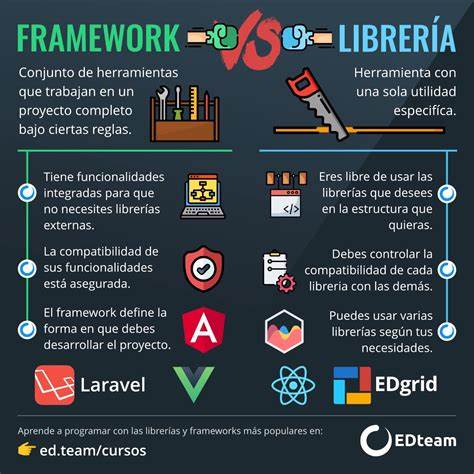 FRAMEWORK
VS
LIBRERÍA
Conjunto de herramientas
que trabajan en un
proyecto completo
bajo ciertas reglas.
Herramienta con
una sola utilidad
especifíca.
Tiene funcionalidades
integradas para que
no necesites librerías
externas.
Eres libre de usar las
librerías que desees
en la estructura que
quieras.
La compatibilidad de
sus funcionalidades
está asegurada.
Debes controlar la
compatibilidad de cada
libreria con las demás.
El framework define la
forma en que debes
desarrollar el proyecto.
Puedes usar varias
librerías según tus
necesidades.
Laravel
EDgrid
Aprende a programar con las librerías y frameworks más populares en:
ed.team/cursos
EDteam